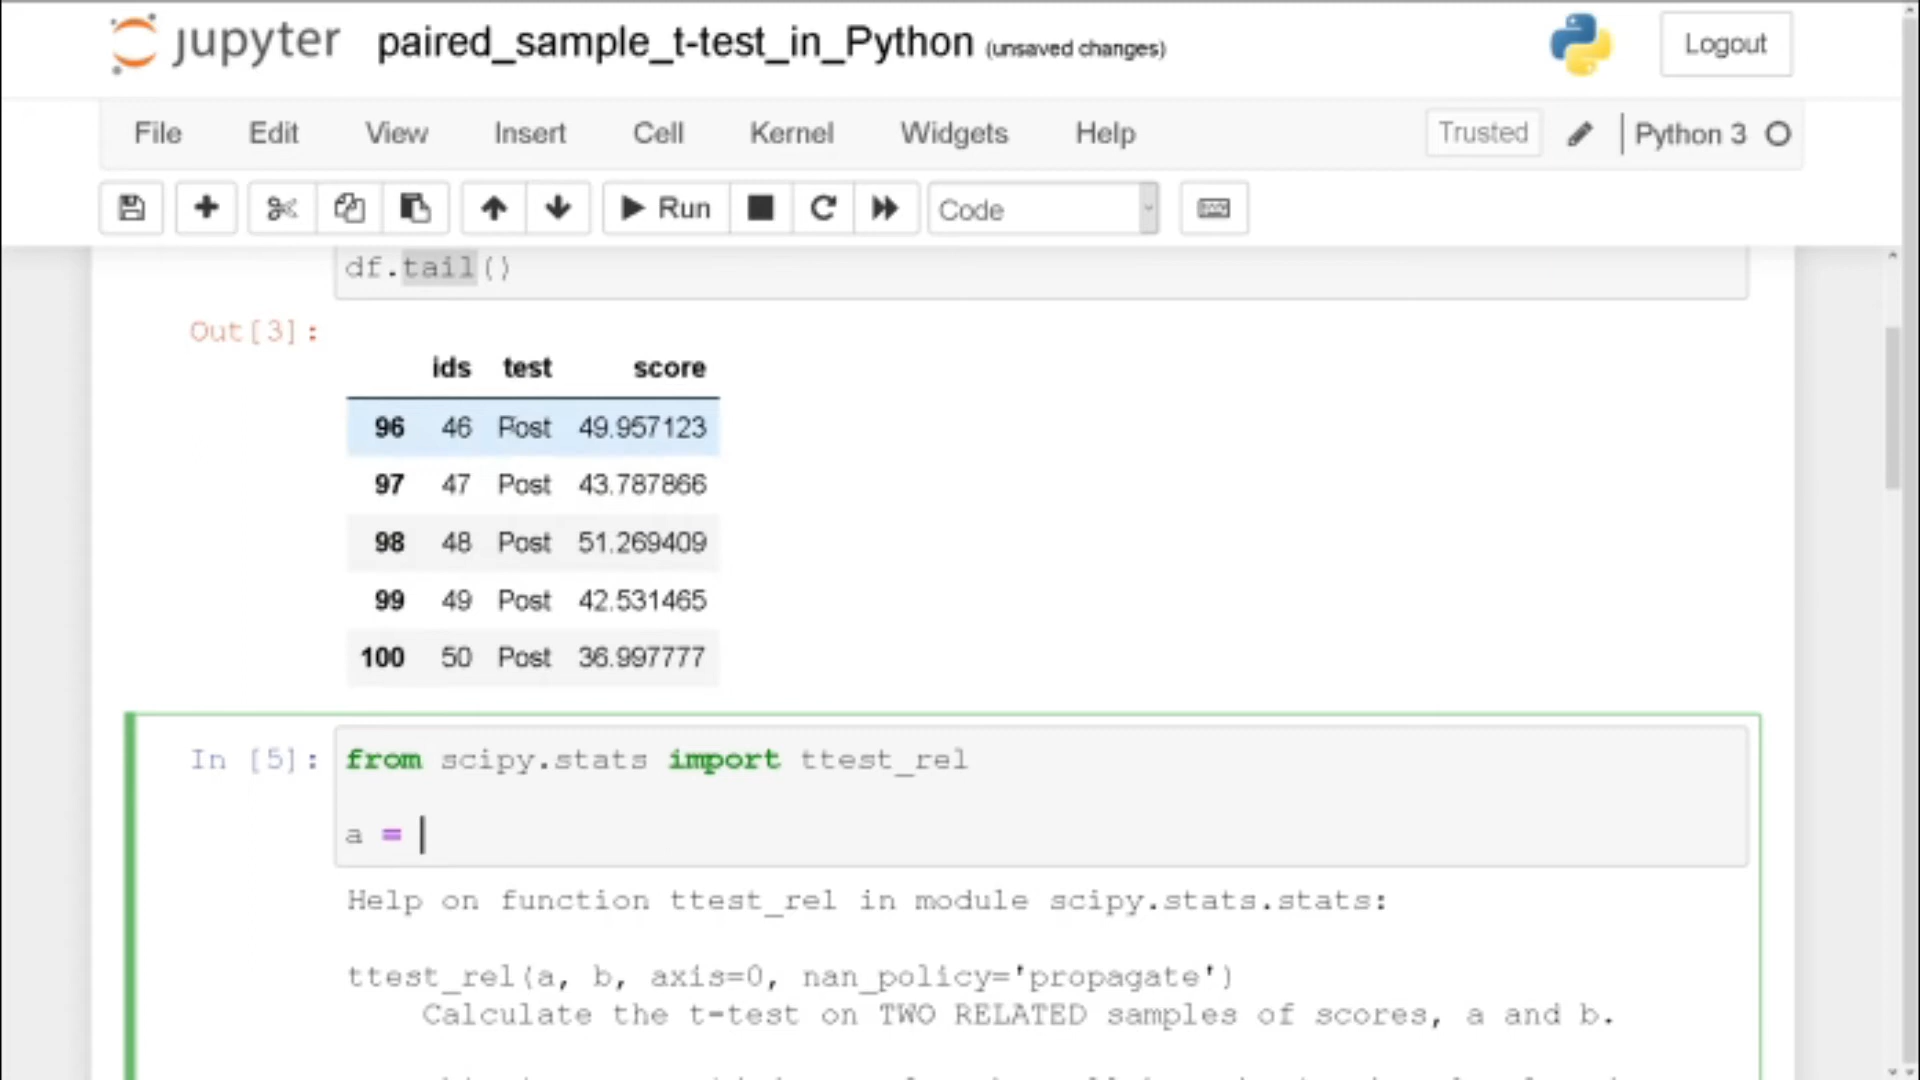 jupyter paired_sample_t-test_in_Python (unsaved changes) Logout
File Edit View Insert Cell Kernel Widgets Help Trusted Python 3
Run Code
df.tail()
Out[3]:
ids test score
96 46 Post 49.957123
97 47 Post 43.787866
98 48 Post 51.269409
99 49 Post 42.531465
100 50 Post 36.997777
In [5]: from scipy.stats import ttest_rel
a =
Help on function ttest_rel in module scipy.stats.stats:
ttest_rel(a, b, axis=0, nan_policy='propagate')
Calculate the t-test on TWO RELATED samples of scores, a and b.